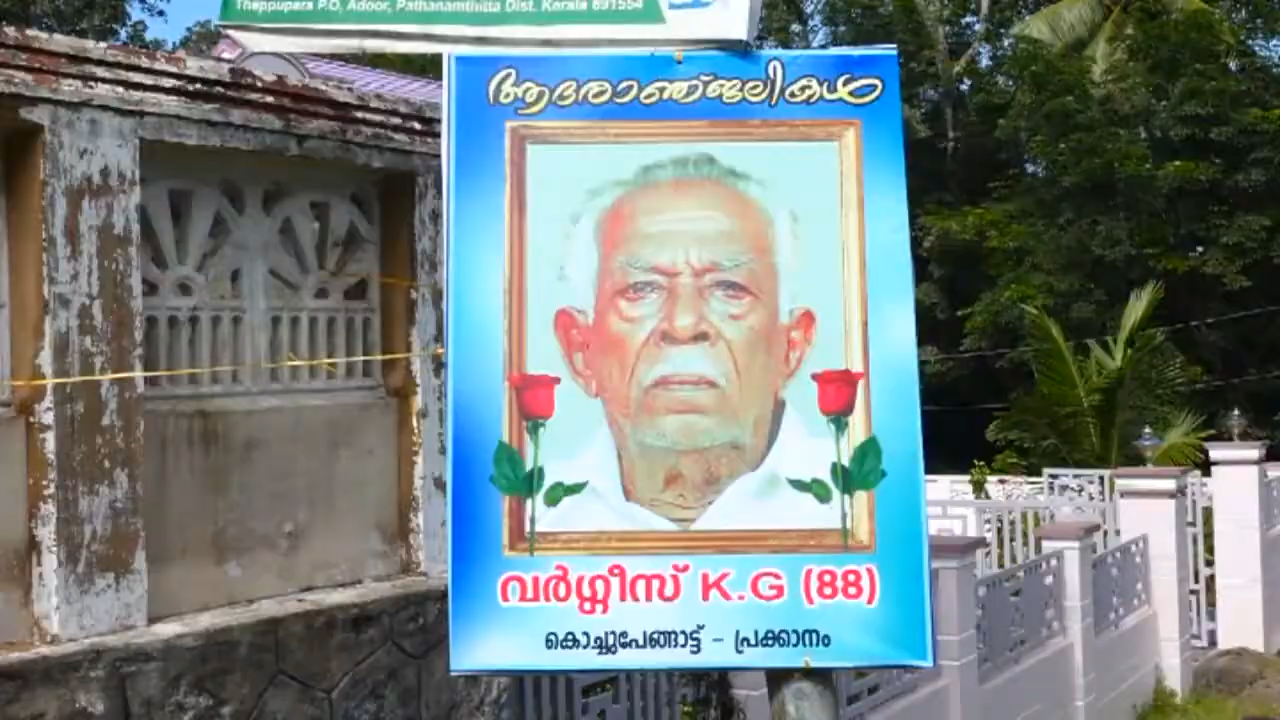 Theppupara P.O, Adoor, Pathanamthitta Dist. Kerala 691554
ആദരാഞ്ജലികൾ
വർഗ്ഗീസ് K.G (88)
കൊച്ചുപേങ്ങാട്ട് - പ്രക്കാനം